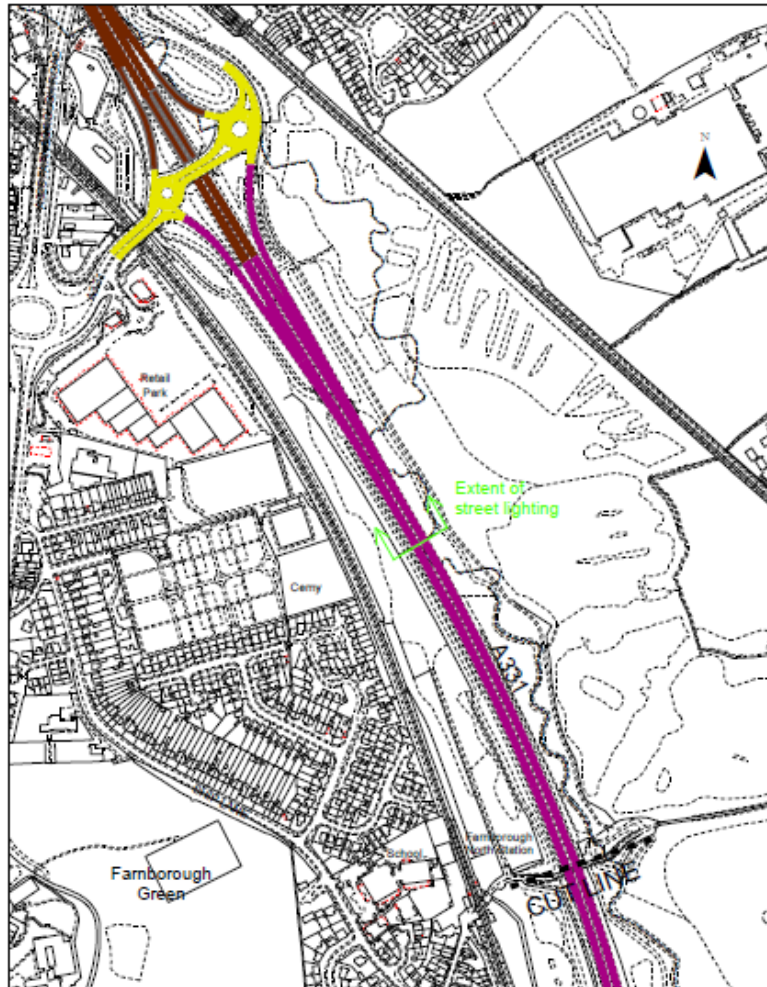 N
Retail
Park
Extent of
street lighting
Cemy
A331
Farnborough
North Station
School
Farnborough
Green
CUT LINE